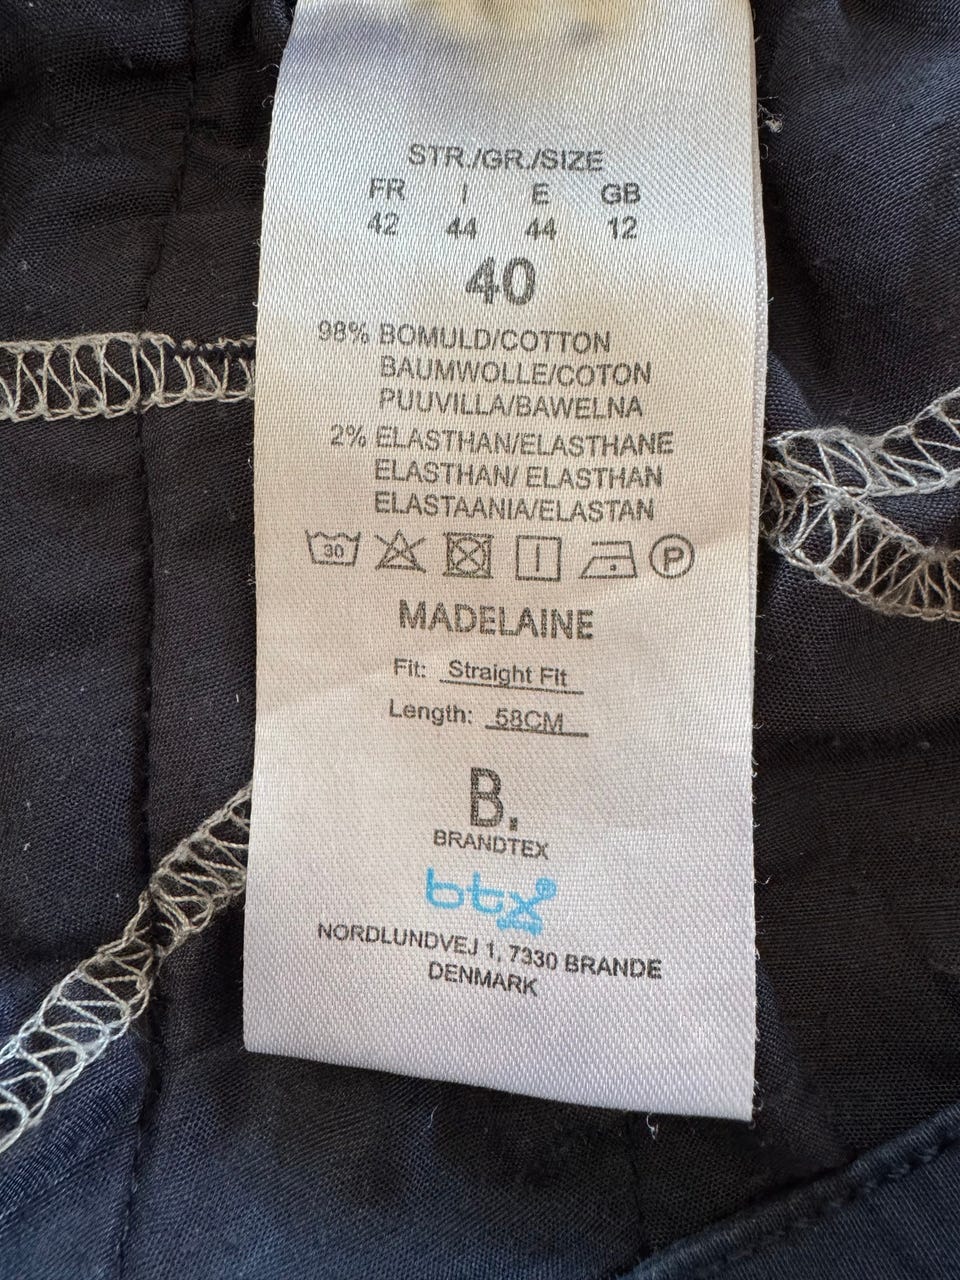 STR./GR./SIZE
FR I E GB
42 44 44 12
40
98% BOMULD/COTTON
BAUMWOLLE/COTON
PUUVILLA/BAWELNA
2% ELASTHAN/ELASTHANE
ELASTHAN/ ELASTHAN
ELASTAANIA/ELASTAN
30 P
MADELAINE
Fit: Straight Fit
Length: 58CM
B.
BRANDTEX
btx®
NORDLUNDVEJ 1, 7330 BRANDE
DENMARK